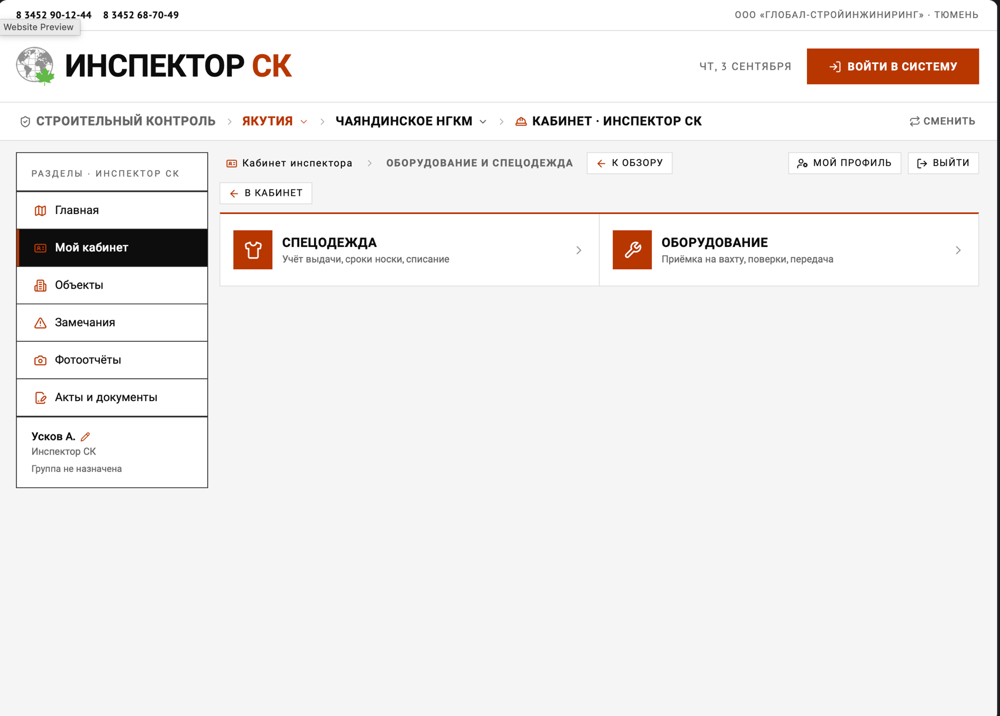 8 3452 90-12-44 8 3452 68-70-49
ООО «ГЛОБАЛ-СТРОЙИНЖИНИРИНГ» · ТЮМЕНЬ
Website Preview
ИНСПЕКТОР СК
ЧТ, 3 СЕНТЯБРЯ
ВОЙТИ В СИСТЕМУ
СТРОИТЕЛЬНЫЙ КОНТРОЛЬ
ЯКУТИЯ
ЧАЯНДИНСКОЕ НГКМ
КАБИНЕТ · ИНСПЕКТОР СК
СМЕНИТЬ
РАЗДЕЛЫ · ИНСПЕКТОР СК
Главная
Мой кабинет
Объекты
Замечания
Фотоотчёты
Акты и документы
Усков А.
Инспектор СК
Группа не назначена
Кабинет инспектора
ОБОРУДОВАНИЕ И СПЕЦОДЕЖДА
К ОБЗОРУ
МОЙ ПРОФИЛЬ
ВЫЙТИ
В КАБИНЕТ
СПЕЦОДЕЖДА
Учёт выдачи, сроки носки, списание
ОБОРУДОВАНИЕ
Приёмка на вахту, поверки, передача